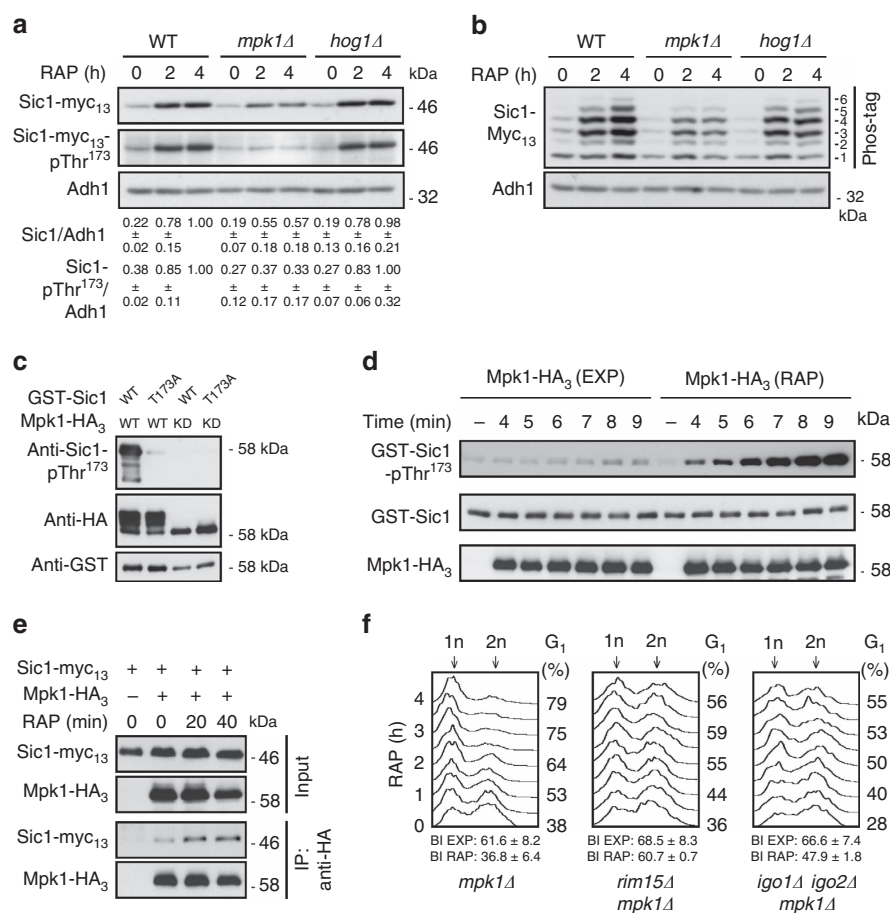 a
WT mpk1Δ hog1Δ
RAP (h) 0 2 4 0 2 4 0 2 4 kDa
Sic1-myc13 - 46
Sic1-myc13-pThr173 - 46
Adh1 - 32
Sic1/Adh1
0.22 0.78 1.00 0.19 0.55 0.57 0.19 0.78 0.98
± ± ± ± ± ± ± ±
0.02 0.15 0.07 0.18 0.18 0.13 0.16 0.21
Sic1-pThr173/Adh1
0.38 0.85 1.00 0.27 0.37 0.33 0.27 0.83 1.00
± ± ± ± ± ± ± ±
0.02 0.11 0.12 0.17 0.17 0.07 0.06 0.32
b
WT mpk1Δ hog1Δ
RAP (h) 0 2 4 0 2 4 0 2 4
Sic1-Myc13
-6
-5
-4
-3
-2
-1
Phos-tag
Adh1 - 32
kDa
c
GST-Sic1 WT T173A WT T173A
Mpk1-HA3 WT WT KD KD
Anti-Sic1-pThr173 - 58 kDa
Anti-HA - 58 kDa
Anti-GST - 58 kDa
d
Mpk1-HA3 (EXP) Mpk1-HA3 (RAP)
Time (min) – 4 5 6 7 8 9 – 4 5 6 7 8 9 kDa
GST-Sic1-pThr173 - 58
GST-Sic1 - 58
Mpk1-HA3 - 58
e
Sic1-myc13 + + + +
Mpk1-HA3 – + + +
RAP (min) 0 0 20 40 kDa
Sic1-myc13 - 46
Mpk1-HA3 - 58
Input
Sic1-myc13 - 46
Mpk1-HA3 - 58
IP: anti-HA
f
1n 2n G1 (%) 1n 2n G1 (%) 1n 2n G1 (%)
RAP (h)
4 79 56 55
3 75 59 53
2 64 55 50
1 53 44 40
0 38 36 28
BI EXP: 61.6 ± 8.2 BI EXP: 68.5 ± 8.3 BI EXP: 66.6 ± 7.4
BI RAP: 36.8 ± 6.4 BI RAP: 60.7 ± 0.7 BI RAP: 47.9 ± 1.8
mpk1Δ rim15Δ igo1Δ igo2Δ
mpk1Δ mpk1Δ